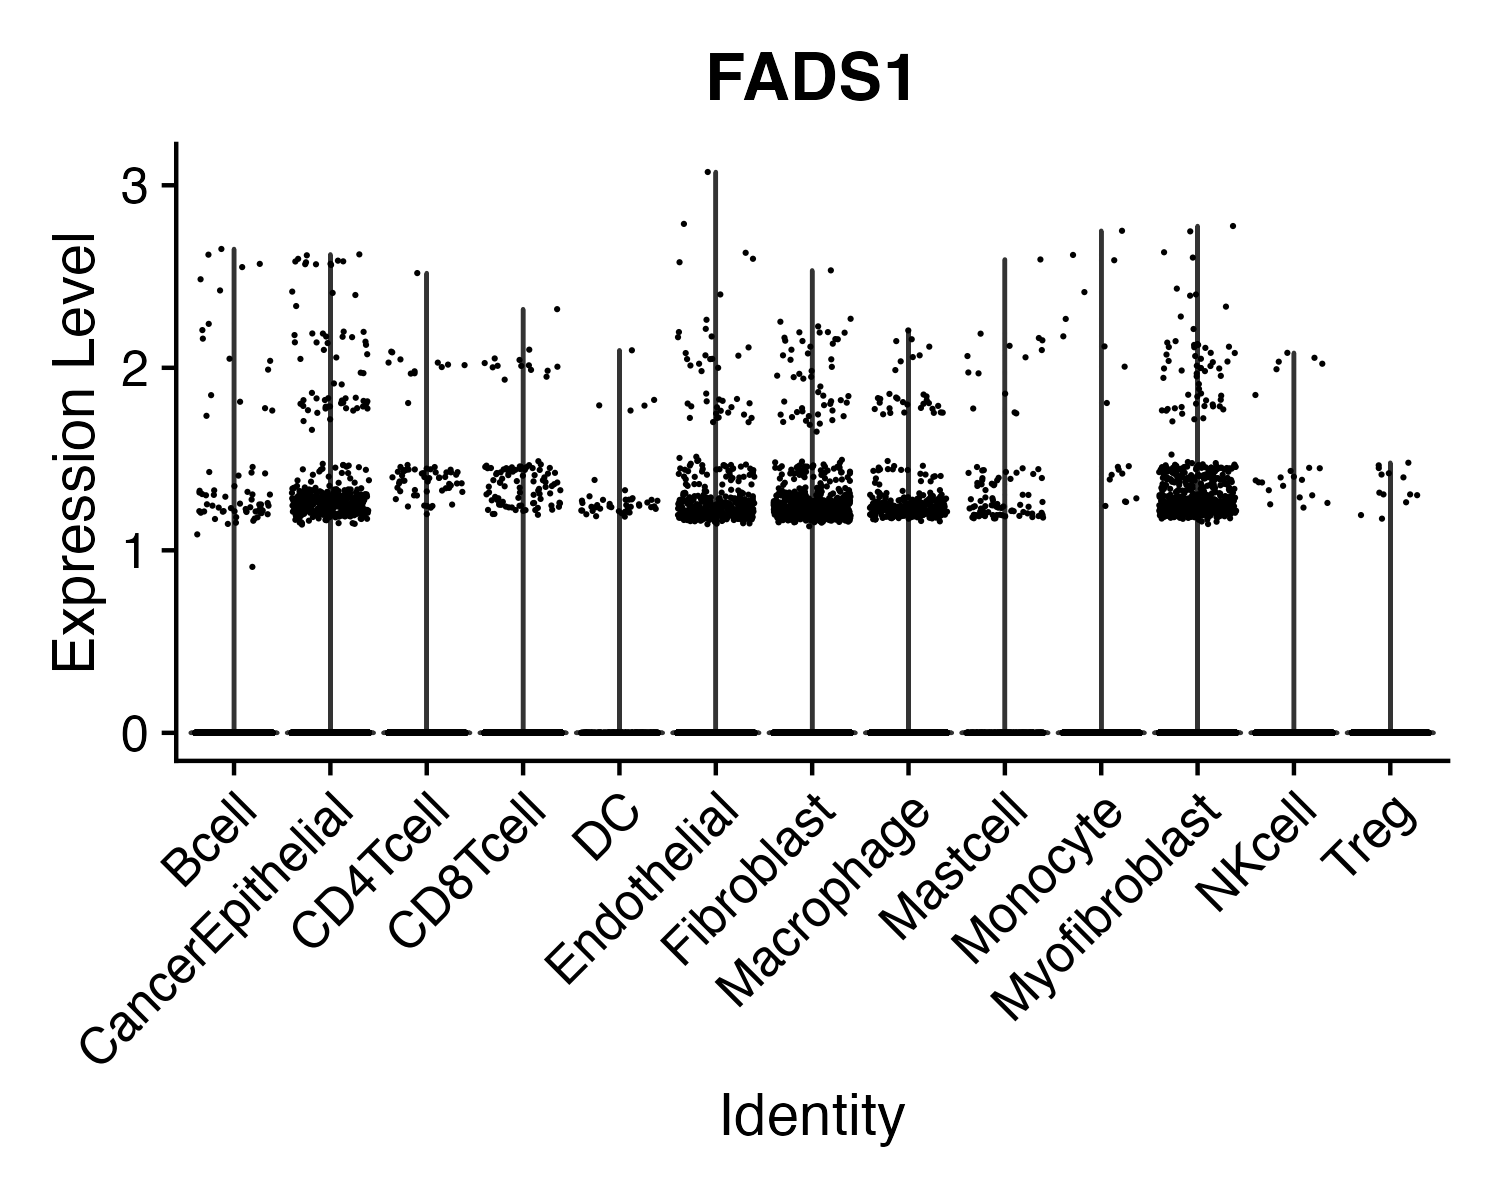 FADS1
Expression Level
3
2
1
0
Bcell
CancerEpithelial
CD4Tcell
CD8Tcell
DC
Endothelial
Fibroblast
Macrophage
Mastcell
Monocyte
Myofibroblast
NKcell
Treg
Identity